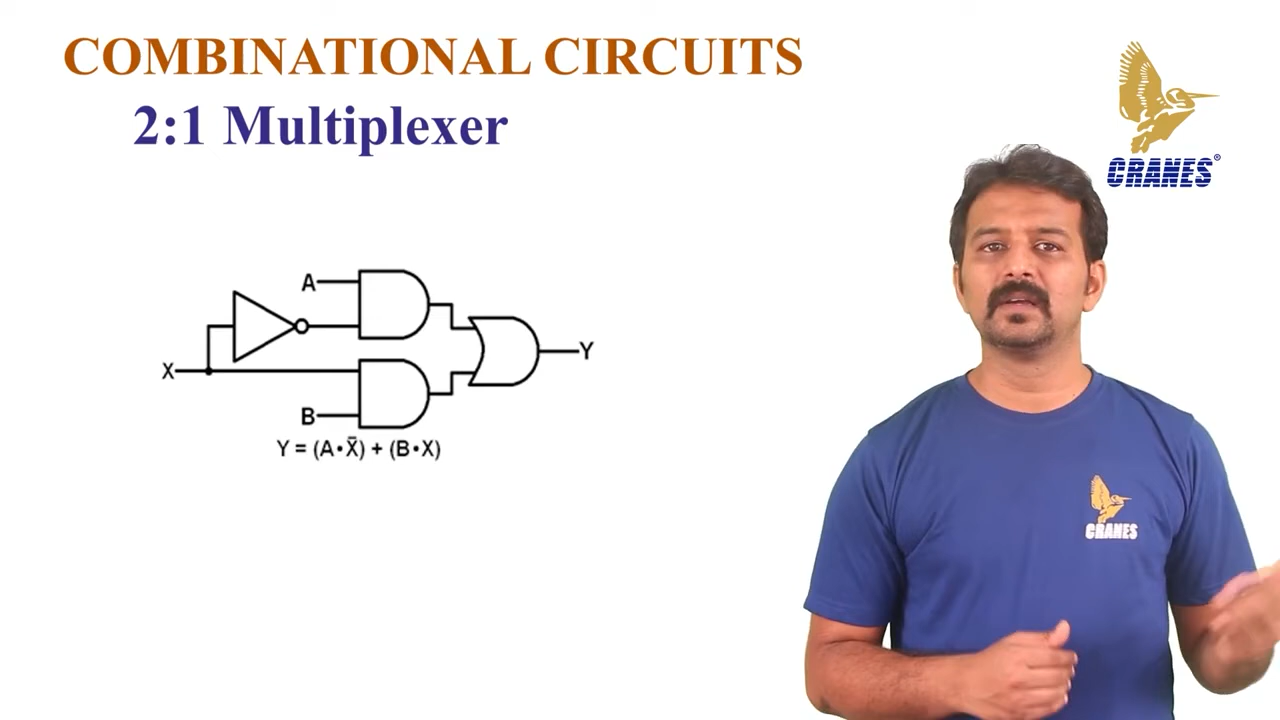 COMBINATIONAL CIRCUITS
2:1 Multiplexer
CRANES®
A
X
Y
B
Y = (A•X̄) + (B•X)
CRANES